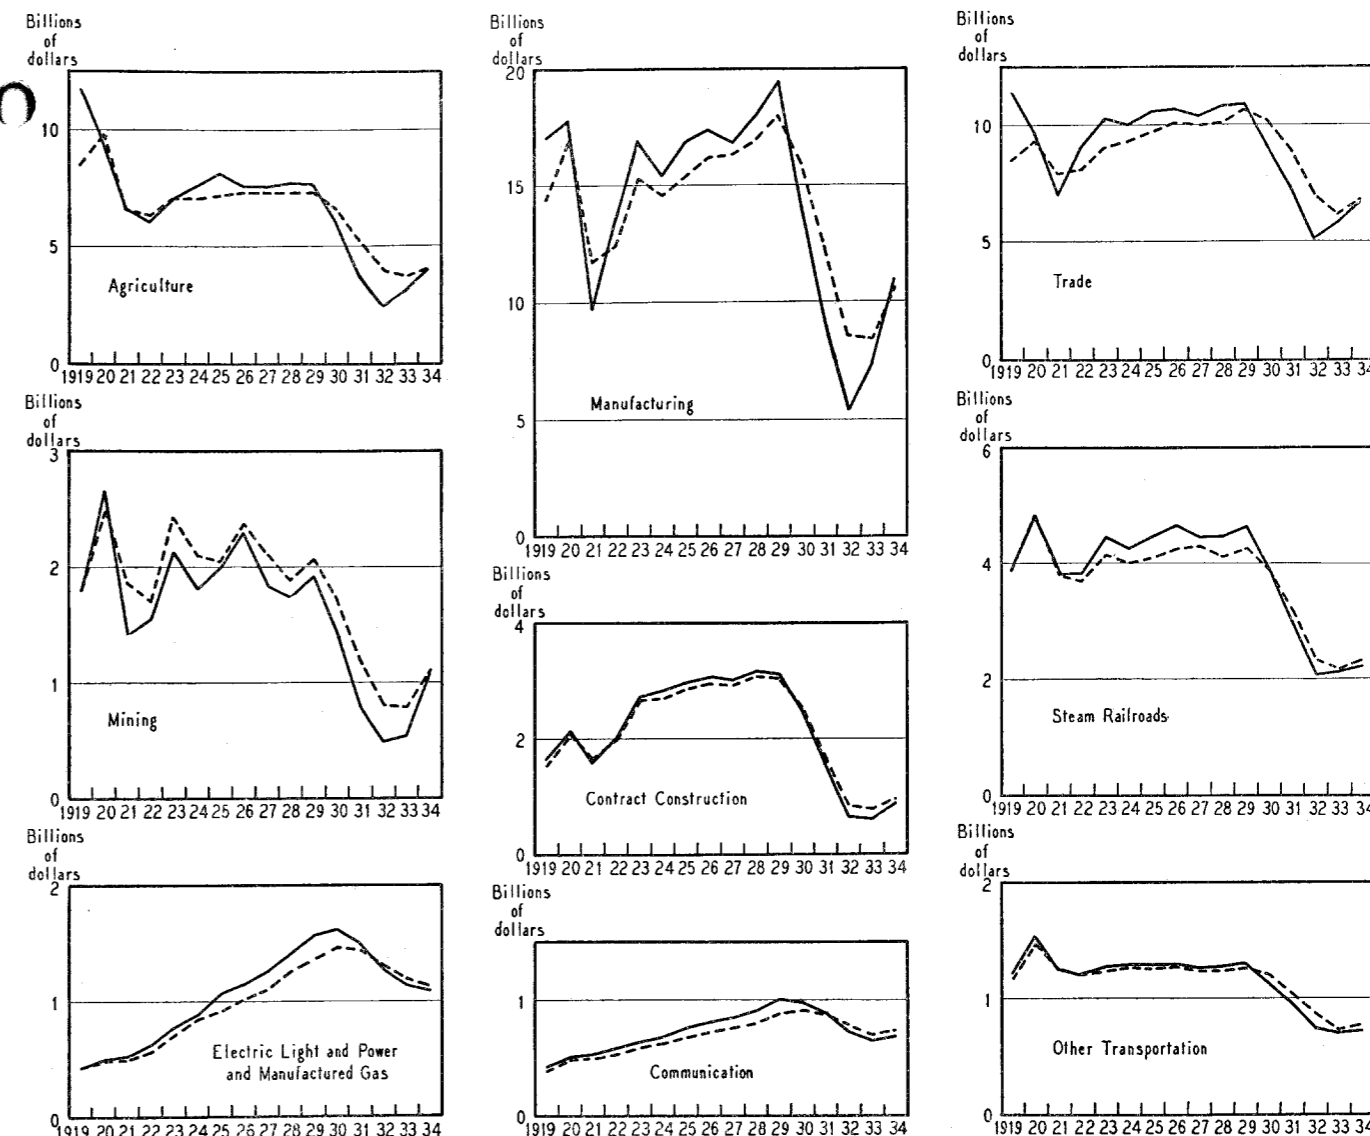 Billions
of
dollars
10
5
0
Agriculture
1919 20 21 22 23 24 25 26 27 28 29 30 31 32 33 34
Billions
of
dollars
3
2
1
0
Mining
1919 20 21 22 23 24 25 26 27 28 29 30 31 32 33 34
Billions
of
dollars
2
1
0
Electric Light and Power
and Manufactured Gas
1919 20 21 22 23 24 25 26 27 28 29 30 31 32 33 34
Billions
of
dollars
20
15
10
5
0
Manufacturing
1919 20 21 22 23 24 25 26 27 28 29 30 31 32 33 34
Billions
of
dollars
4
2
0
Contract Construction
1919 20 21 22 23 24 25 26 27 28 29 30 31 32 33 34
Billions
of
dollars
1
0
Communication
1919 20 21 22 23 24 25 26 27 28 29 30 31 32 33 34
Billions
of
dollars
10
5
0
Trade
1919 20 21 22 23 24 25 26 27 28 29 30 31 32 33 34
Billions
of
dollars
6
4
2
0
Steam Railroads
1919 20 21 22 23 24 25 26 27 28 29 30 31 32 33 34
Billions
of
dollars
2
1
0
Other Transportation
1919 20 21 22 23 24 25 26 27 28 29 30 31 32 33 34